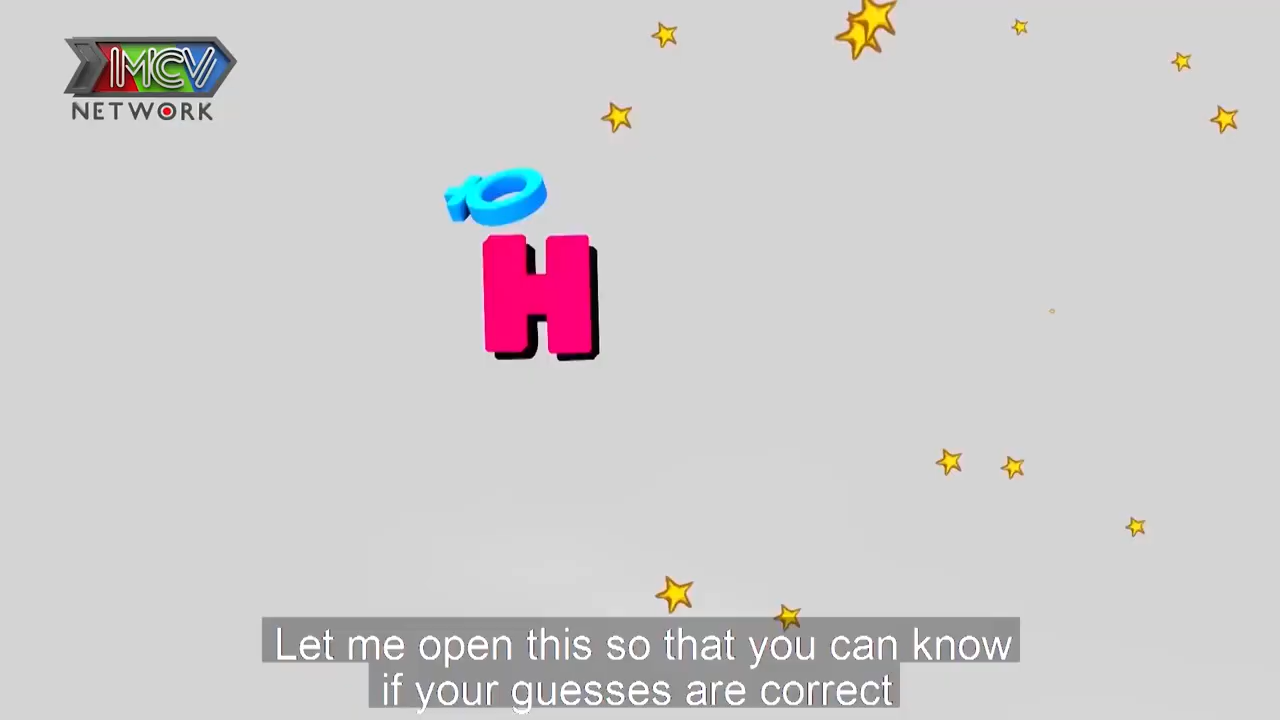 MCV
NETWORK
H
Let me open this so that you can know
if your guesses are correct